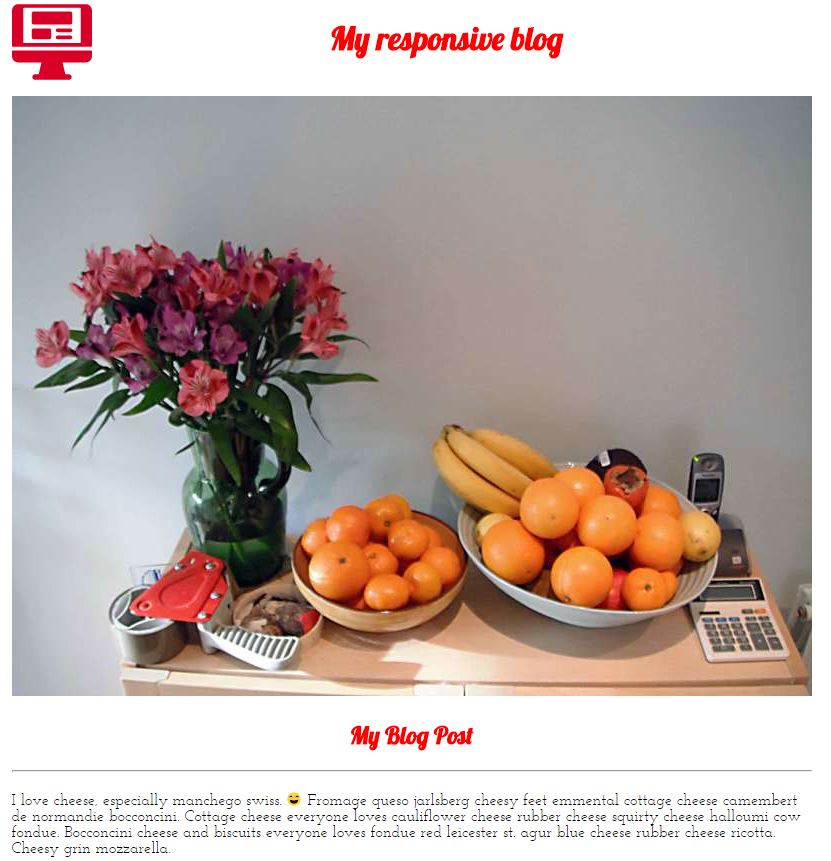 My responsive blog
My Blog Post
I love cheese, especially manchego swiss. 😄 Fromage queso jarlsberg cheesy feet emmental cottage cheese camembert
de normandie bocconcini. Cottage cheese everyone loves cauliflower cheese rubber cheese squirty cheese halloumi cow
fondue. Bocconcini cheese and biscuits everyone loves fondue red leicester st. agur blue cheese rubber cheese ricotta.
Cheesy grin mozzarella.